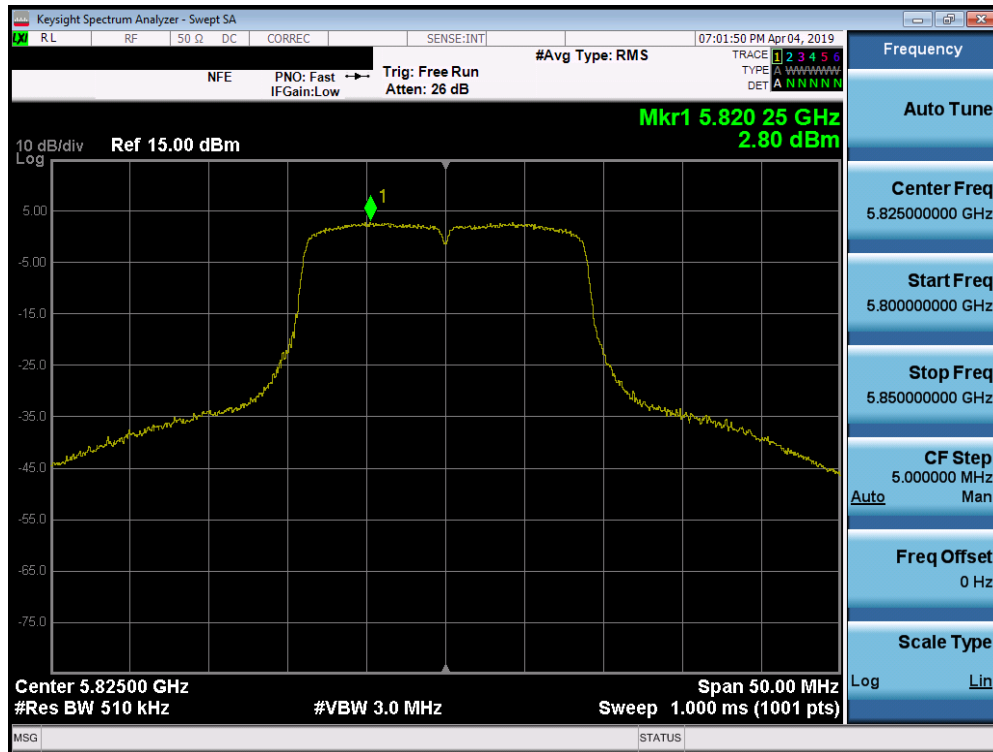 Keysight Spectrum Analyzer - Swept SA
LXI RL RF 50 Ω DC CORREC SENSE:INT 07:01:50 PM Apr 04, 2019
NFE PNO: Fast Trig: Free Run #Avg Type: RMS TRACE 1 2 3 4 5 6
IFGain:Low Atten: 26 dB TYPE A WWWWW
DET A N N N N N
Mkr1 5.820 25 GHz
2.80 dBm
10 dB/div Ref 15.00 dBm
Log
1
5.00
-5.00
-15.0
-25.0
-35.0
-45.0
-55.0
-65.0
-75.0
Center 5.82500 GHz Span 50.00 MHz
#Res BW 510 kHz #VBW 3.0 MHz Sweep 1.000 ms (1001 pts)
MSG STATUS
Frequency
Auto Tune
Center Freq
5.825000000 GHz
Start Freq
5.800000000 GHz
Stop Freq
5.850000000 GHz
CF Step
5.000000 MHz
Auto Man
Freq Offset
0 Hz
Scale Type
Log Lin